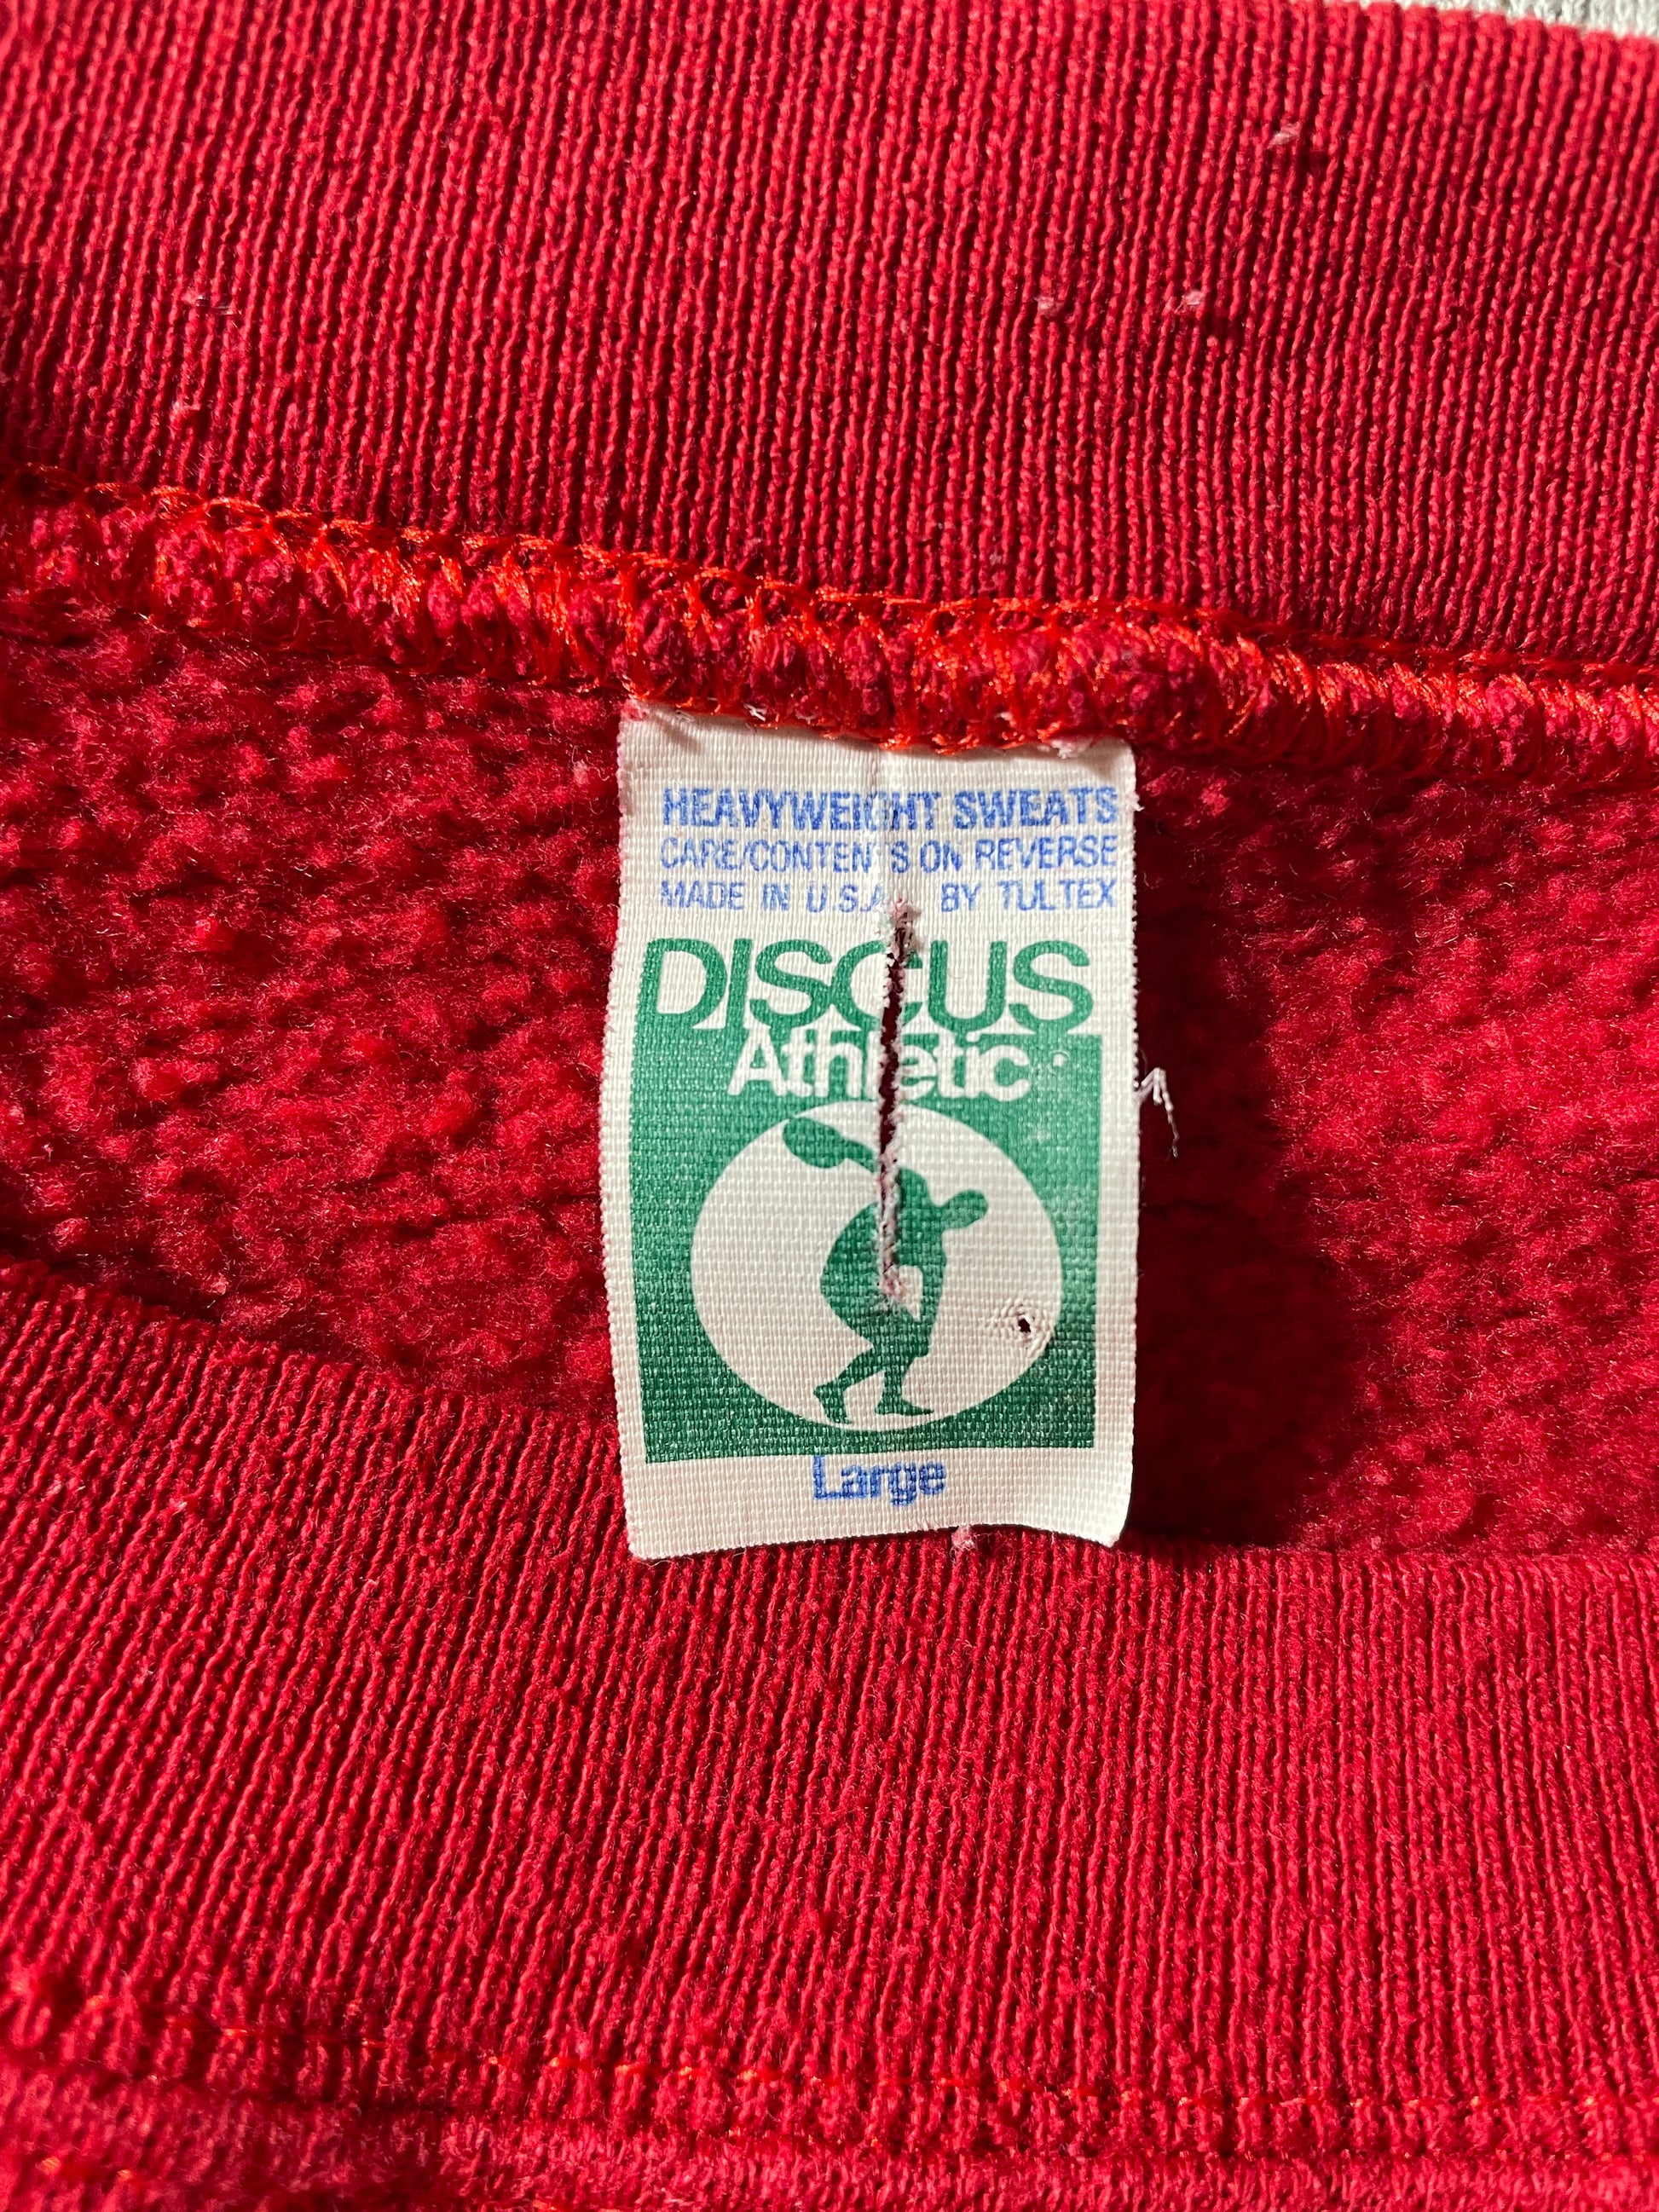 HEAVYWEIGHT SWEATS
CARE/CONTENTS ON REVERSE
MADE IN U.S.A. BY TULTEX
DISCUS
Athletic
Large